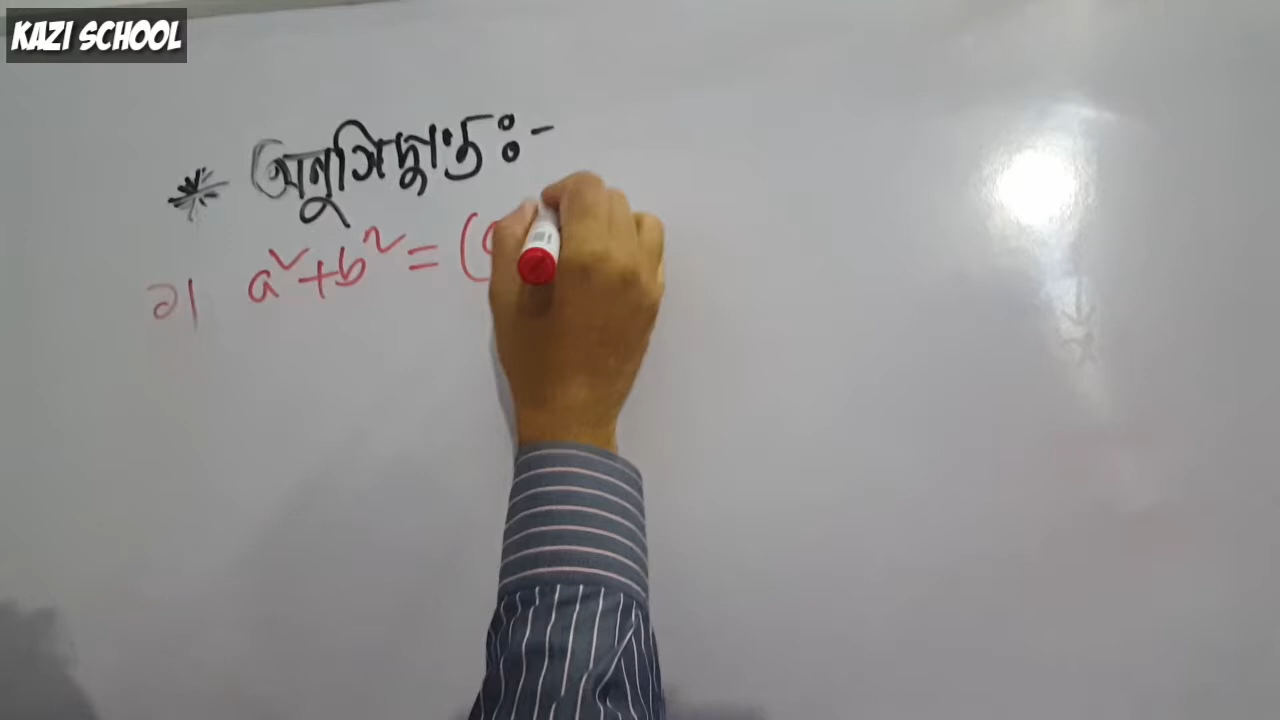 KAZI SCHOOL
* অনুসিদ্ধান্ত ঃ-
১। a²+b² = (